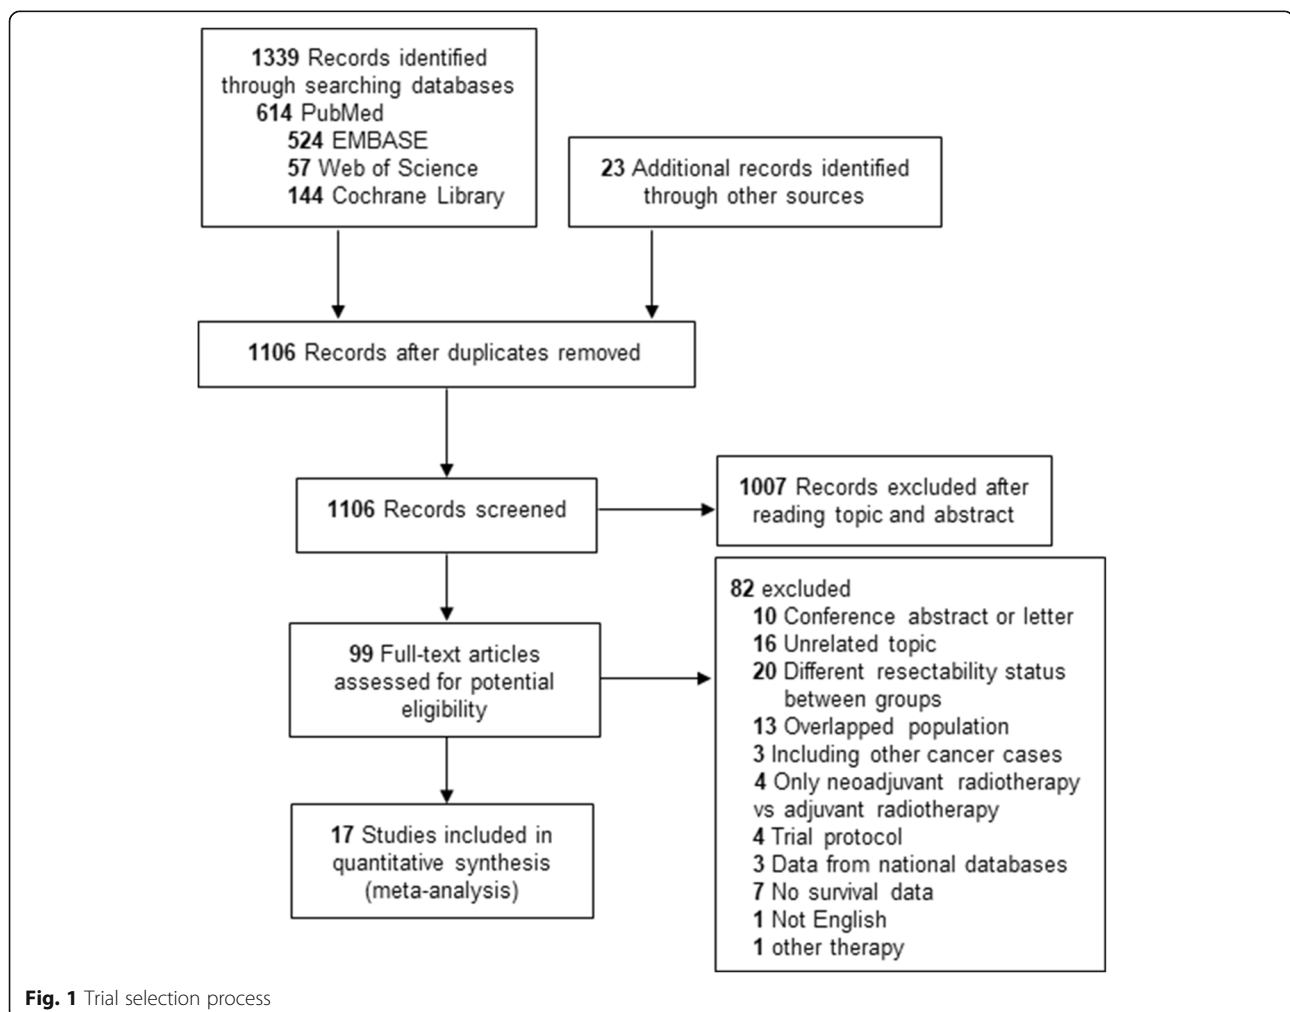 1339 Records identified
through searching databases
614 PubMed
524 EMBASE
57 Web of Science
144 Cochrane Library
23 Additional records identified
through other sources
1106 Records after duplicates removed
1106 Records screened
1007 Records excluded after
reading topic and abstract
99 Full-text articles
assessed for potential
eligibility
82 excluded
10 Conference abstract or letter
16 Unrelated topic
20 Different resectability status
between groups
13 Overlapped population
3 Including other cancer cases
4 Only neoadjuvant radiotherapy
vs adjuvant radiotherapy
4 Trial protocol
3 Data from national databases
7 No survival data
1 Not English
1 other therapy
17 Studies included in
quantitative synthesis
(meta-analysis)
Fig. 1 Trial selection process